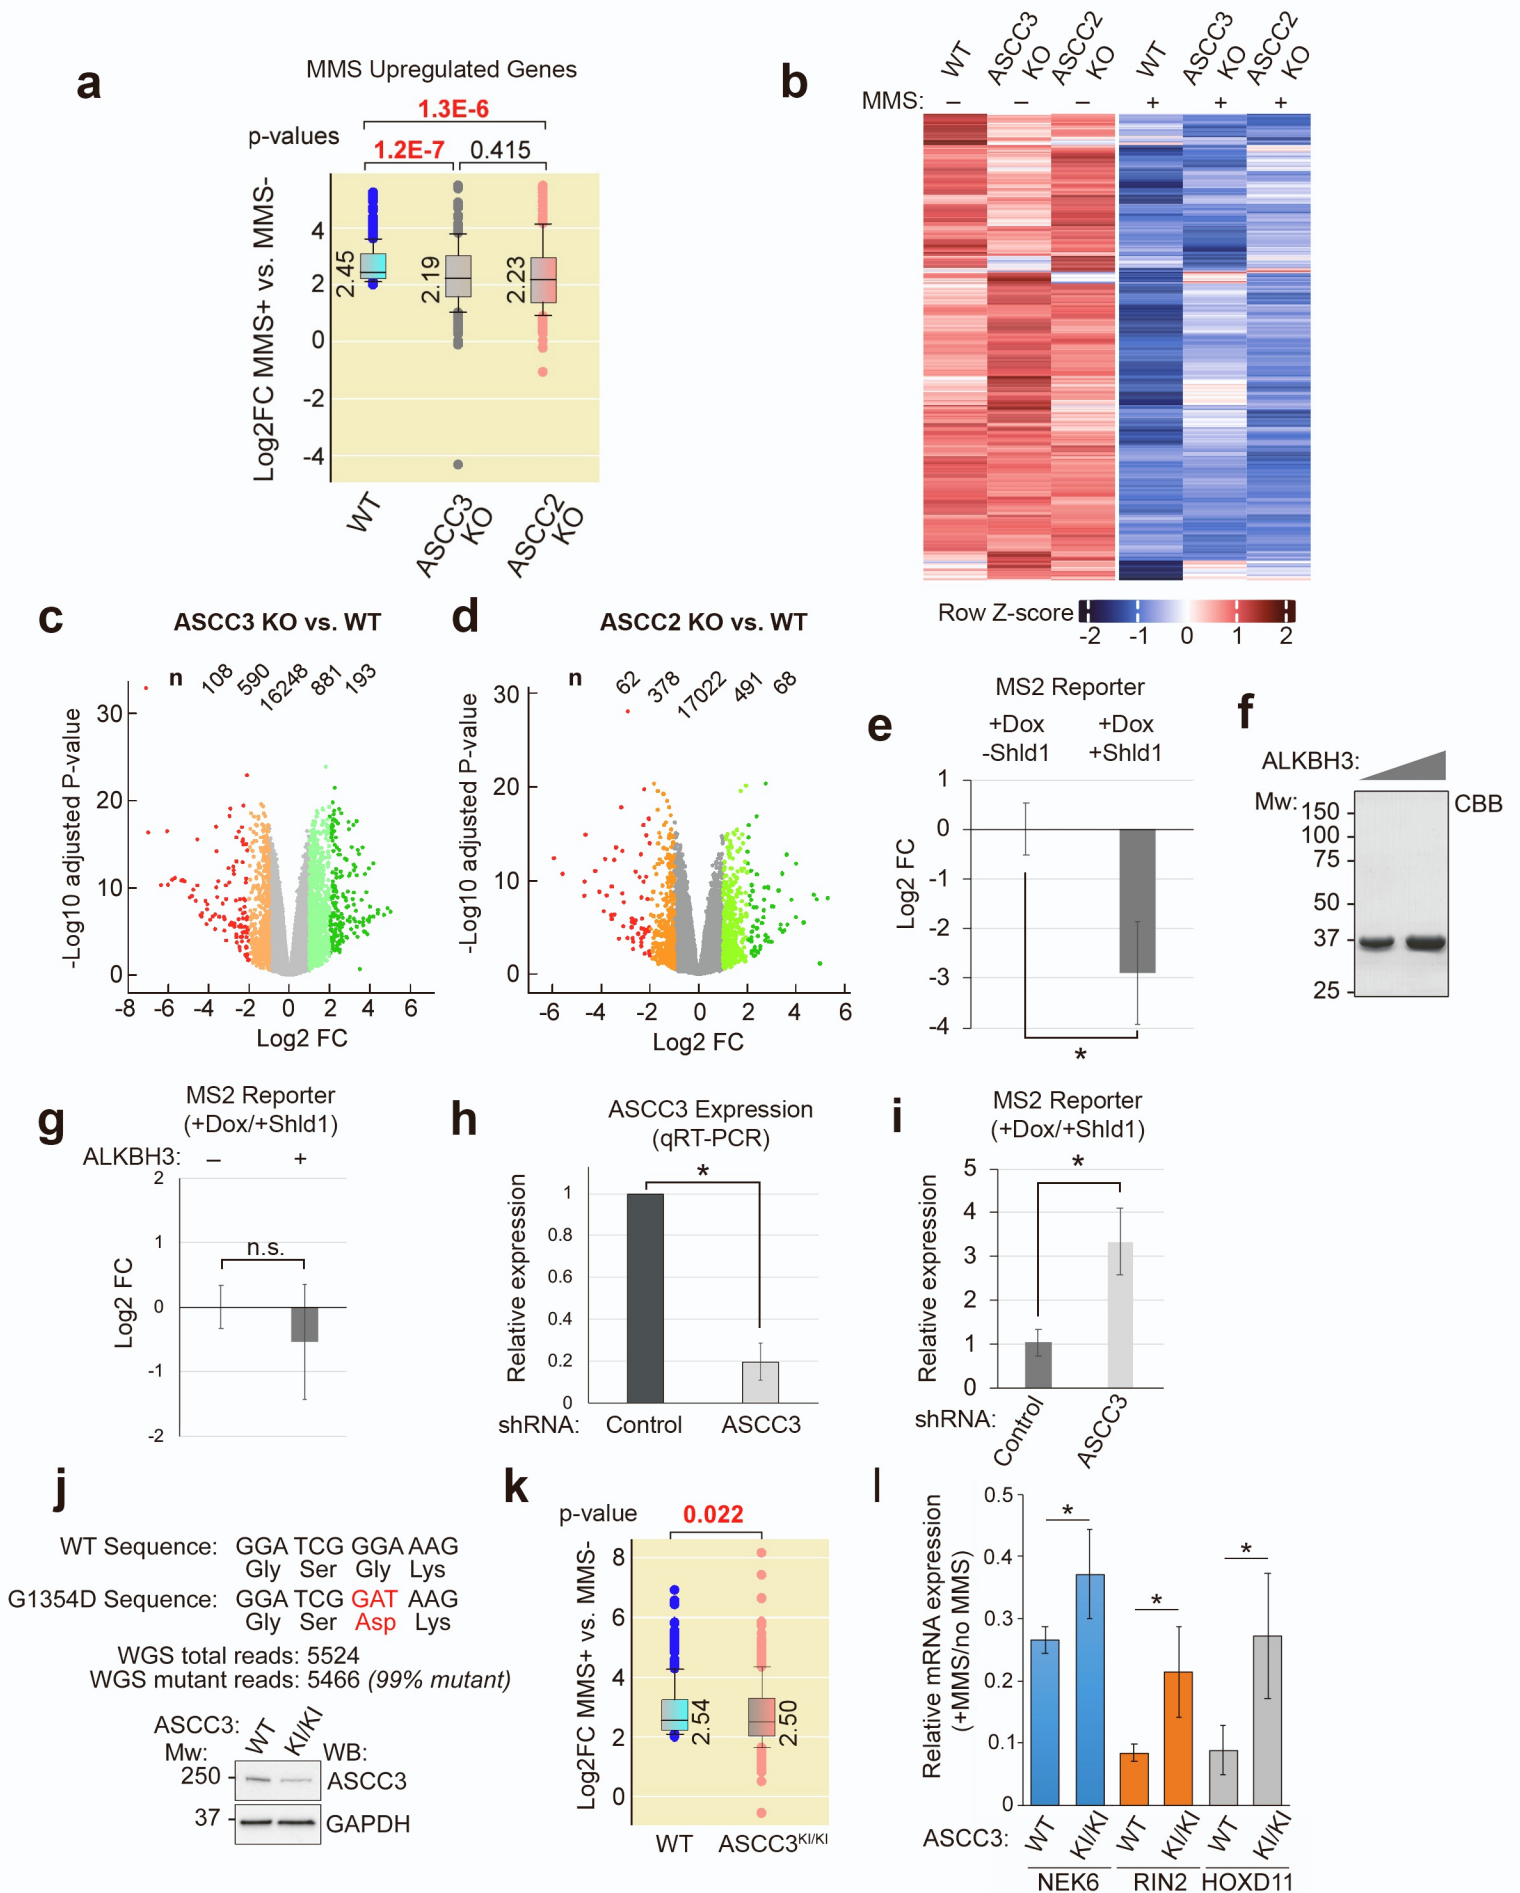 a
MMS Upregulated Genes
1.3E-6
p-values
1.2E-7
0.415
Log2FC MMS+ vs. MMS-
4
2
0
-2
-4
2.45
2.19
2.23
WT
ASCC3 KO
ASCC2 KO
b
WT
ASCC3 KO
ASCC2 KO
WT
ASCC3 KO
ASCC2 KO
MMS: – – – + + +
Row Z-score
-2 -1 0 1 2
c
ASCC3 KO vs. WT
n 108 590 16248 881 193
-Log10 adjusted P-value
30
20
10
0
-8 -6 -4 -2 0 2 4 6
Log2 FC
d
ASCC2 KO vs. WT
n 62 378 17022 491 68
-Log10 adjusted P-value
30
20
10
0
-6 -4 -2 0 2 4 6
Log2 FC
e
MS2 Reporter
+Dox +Dox
-Shld1 +Shld1
Log2 FC
1
0
-1
-2
-3
-4
*
f
ALKBH3:
Mw:
CBB
150
100
75
50
37
25
g
MS2 Reporter
(+Dox/+Shld1)
ALKBH3: – +
Log2 FC
2
1
0
-1
-2
n.s.
h
ASCC3 Expression
(qRT-PCR)
*
Relative expression
1
0.8
0.6
0.4
0.2
0
shRNA: Control ASCC3
i
MS2 Reporter
(+Dox/+Shld1)
*
Relative expression
5
4
3
2
1
0
shRNA:
Control
ASCC3
j
WT Sequence: GGA TCG GGA AAG
Gly Ser Gly Lys
G1354D Sequence: GGA TCG GAT AAG
Gly Ser Asp Lys
WGS total reads: 5524
WGS mutant reads: 5466 (99% mutant)
ASCC3: WT KI/KI
Mw: WB:
250 ASCC3
37 GAPDH
k
p-value 0.022
Log2FC MMS+ vs. MMS-
8
6
4
2
0
2.54
2.50
WT ASCC3KI/KI
l
Relative mRNA expression
(+MMS/no MMS)
0.5
0.4
0.3
0.2
0.1
0
*
*
*
ASCC3: WT KI/KI WT KI/KI WT KI/KI
NEK6 RIN2 HOXD11